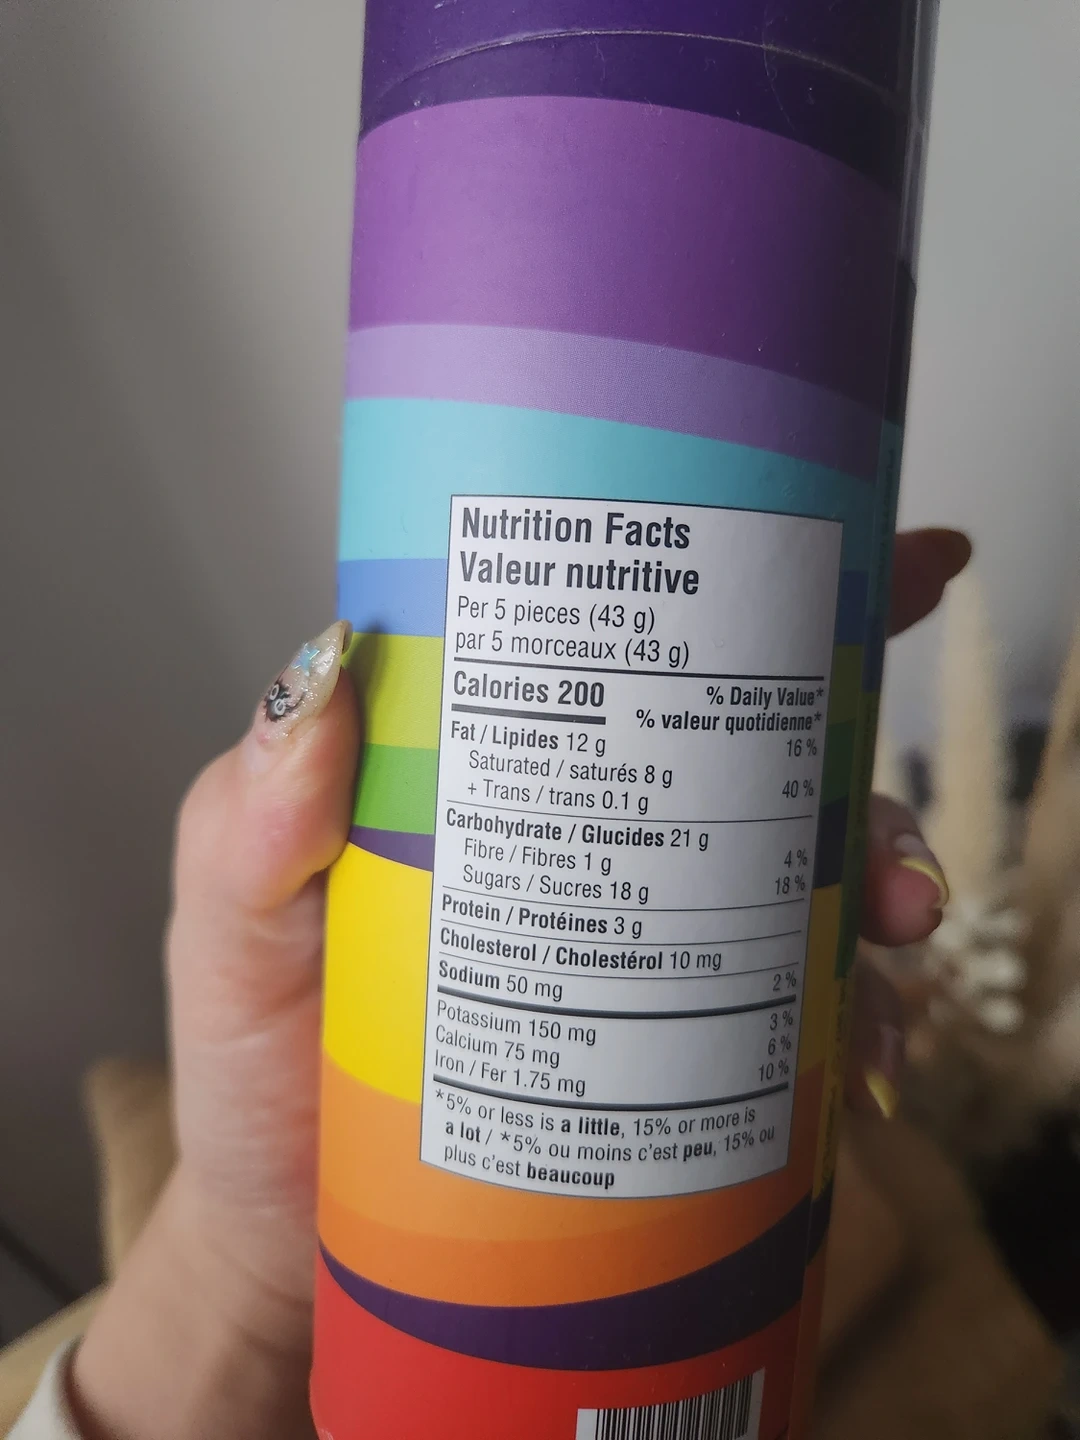 Nutrition Facts
Valeur nutritive
Per 5 pieces (43 g)
par 5 morceaux (43 g)
Calories 200
% Daily Value*
% valeur quotidienne*
Fat / Lipides 12 g 16 %
Saturated / saturés 8 g
+ Trans / trans 0.1 g 40 %
Carbohydrate / Glucides 21 g
Fibre / Fibres 1 g 4 %
Sugars / Sucres 18 g 18 %
Protein / Protéines 3 g
Cholesterol / Cholestérol 10 mg
Sodium 50 mg 2 %
Potassium 150 mg 3 %
Calcium 75 mg 6 %
Iron / Fer 1.75 mg 10 %
*5% or less is a little, 15% or more is
a lot / *5% ou moins c'est peu, 15% ou
plus c'est beaucoup